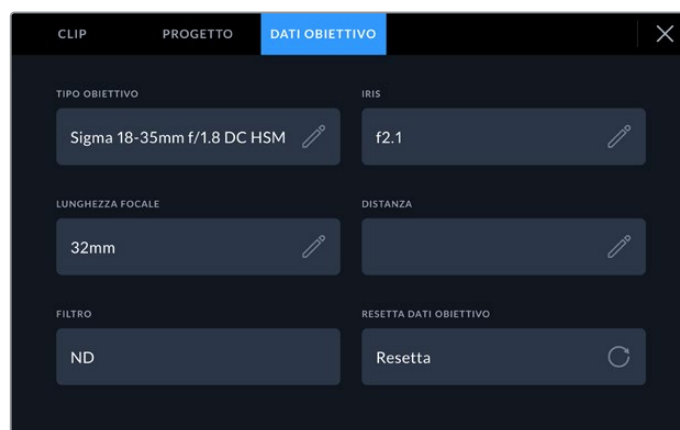 CLIP PROGETTO DATI OBIETTIVO
TIPO OBIETTIVO IRIS
Sigma 18-35mm f/1.8 DC HSM f2.1
LUNGHEZZA FOCALE DISTANZA
32mm
FILTRO RESETTA DATI OBIETTIVO
ND Resetta